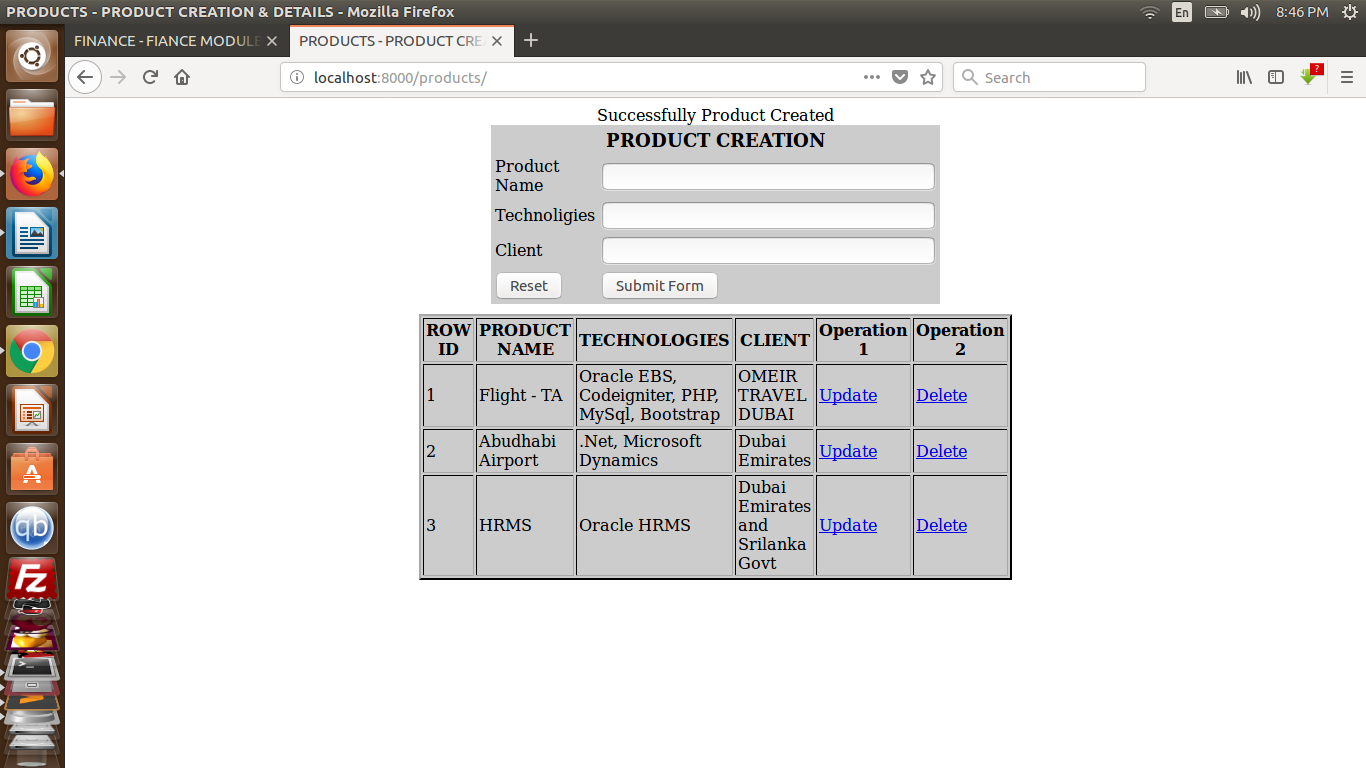 PRODUCTS - PRODUCT CREATION & DETAILS - Mozilla Firefox
En
8:46 PM
FINANCE - FIANCE MODULE
PRODUCTS - PRODUCT CRE
localhost:8000/products/
Search
?
Successfully Product Created
PRODUCT CREATION
Product
Name
Technoligies
Client
Reset
Submit Form
ROW
ID
PRODUCT
NAME
TECHNOLOGIES
CLIENT
Operation
1
Operation
2
1
Flight - TA
Oracle EBS,
Codeigniter, PHP,
MySql, Bootstrap
OMEIR
TRAVEL
DUBAI
Update
Delete
2
Abudhabi
Airport
.Net, Microsoft
Dynamics
Dubai
Emirates
Update
Delete
3
HRMS
Oracle HRMS
Dubai
Emirates
and
Srilanka
Govt
Update
Delete
A
qb
Fz